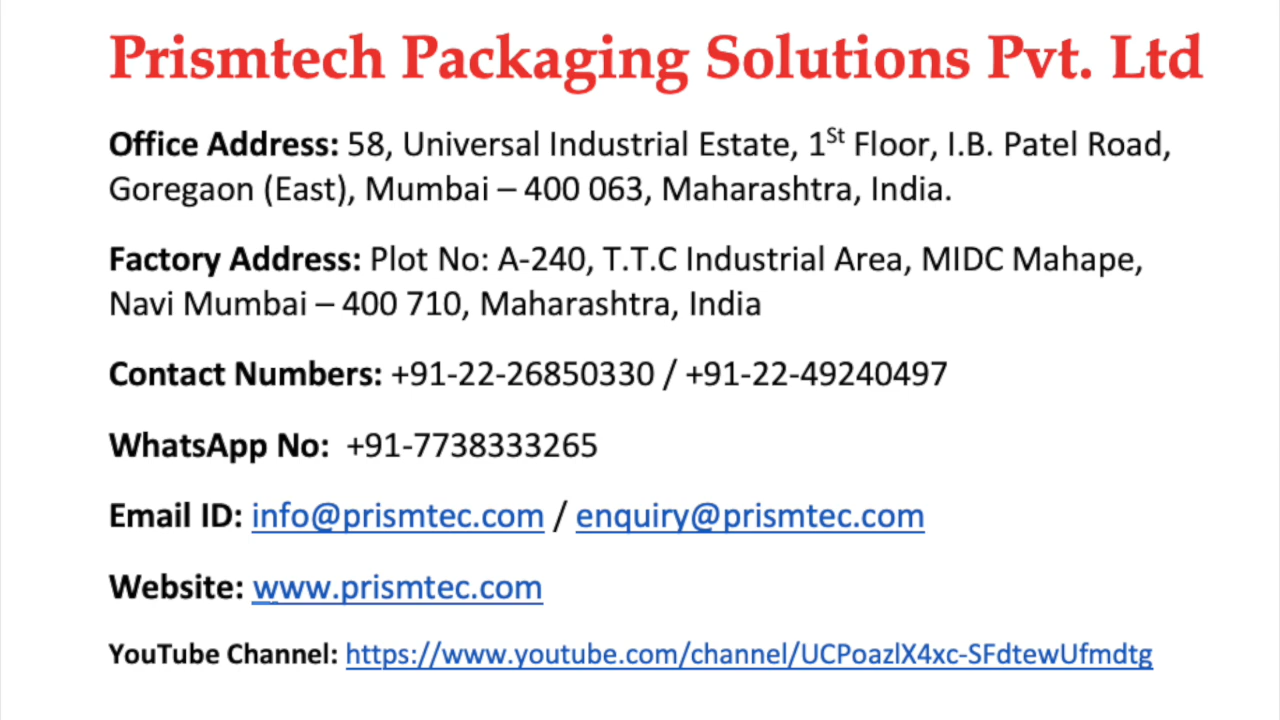 Prismtech Packaging Solutions Pvt. Ltd
Office Address: 58, Universal Industrial Estate, 1St Floor, I.B. Patel Road,
Goregaon (East), Mumbai – 400 063, Maharashtra, India.
Factory Address: Plot No: A-240, T.T.C Industrial Area, MIDC Mahape,
Navi Mumbai – 400 710, Maharashtra, India
Contact Numbers: +91-22-26850330 / +91-22-49240497
WhatsApp No: +91-7738333265
Email ID: info@prismtec.com / enquiry@prismtec.com
Website: www.prismtec.com
YouTube Channel: https://www.youtube.com/channel/UCPoazlX4xc-SFdtewUfmdtg